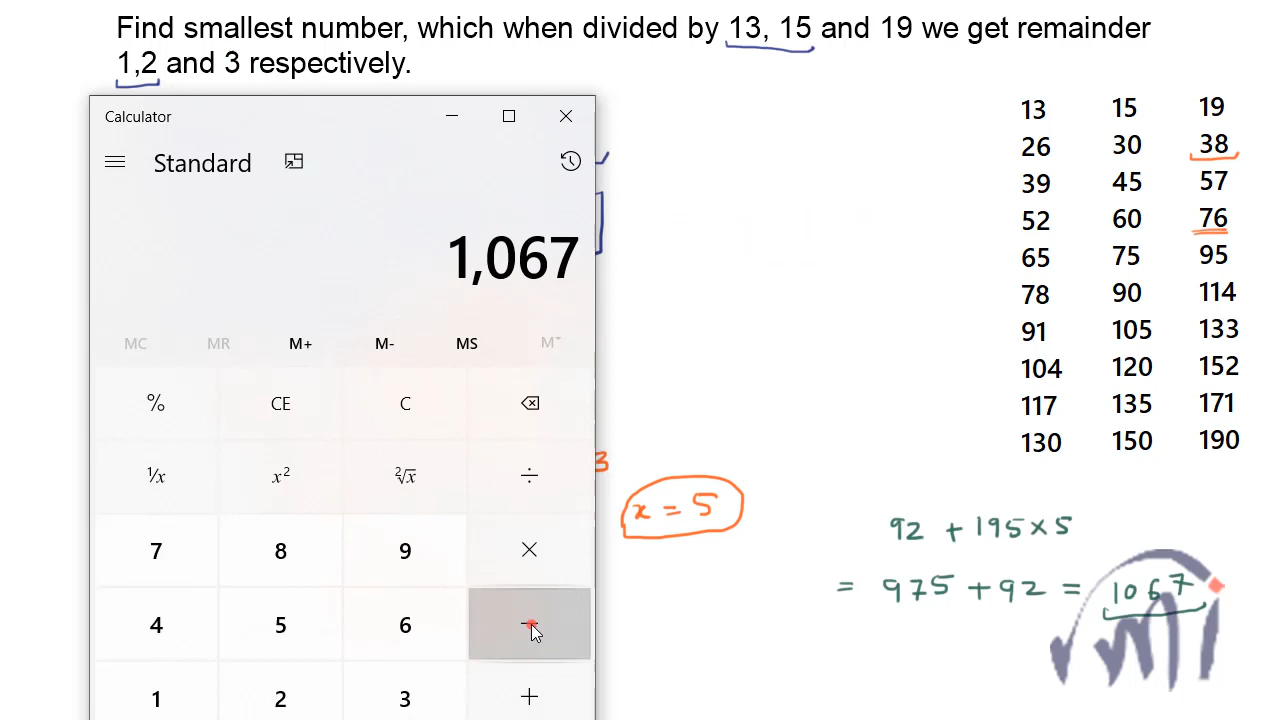 Find smallest number, which when divided by 13, 15 and 19 we get remainder
1,2 and 3 respectively.
Calculator
Standard
1,067
MC MR M+ M- MS M˅
% CE C
¹/x x² ²√x ÷
7 8 9 ×
4 5 6 −
1 2 3 +
13 15 19
26 30 38
39 45 57
52 60 76
65 75 95
78 90 114
91 105 133
104 120 152
117 135 171
130 150 190
3
x = 5
92 + 195 × 5
= 975 + 92 = 1067